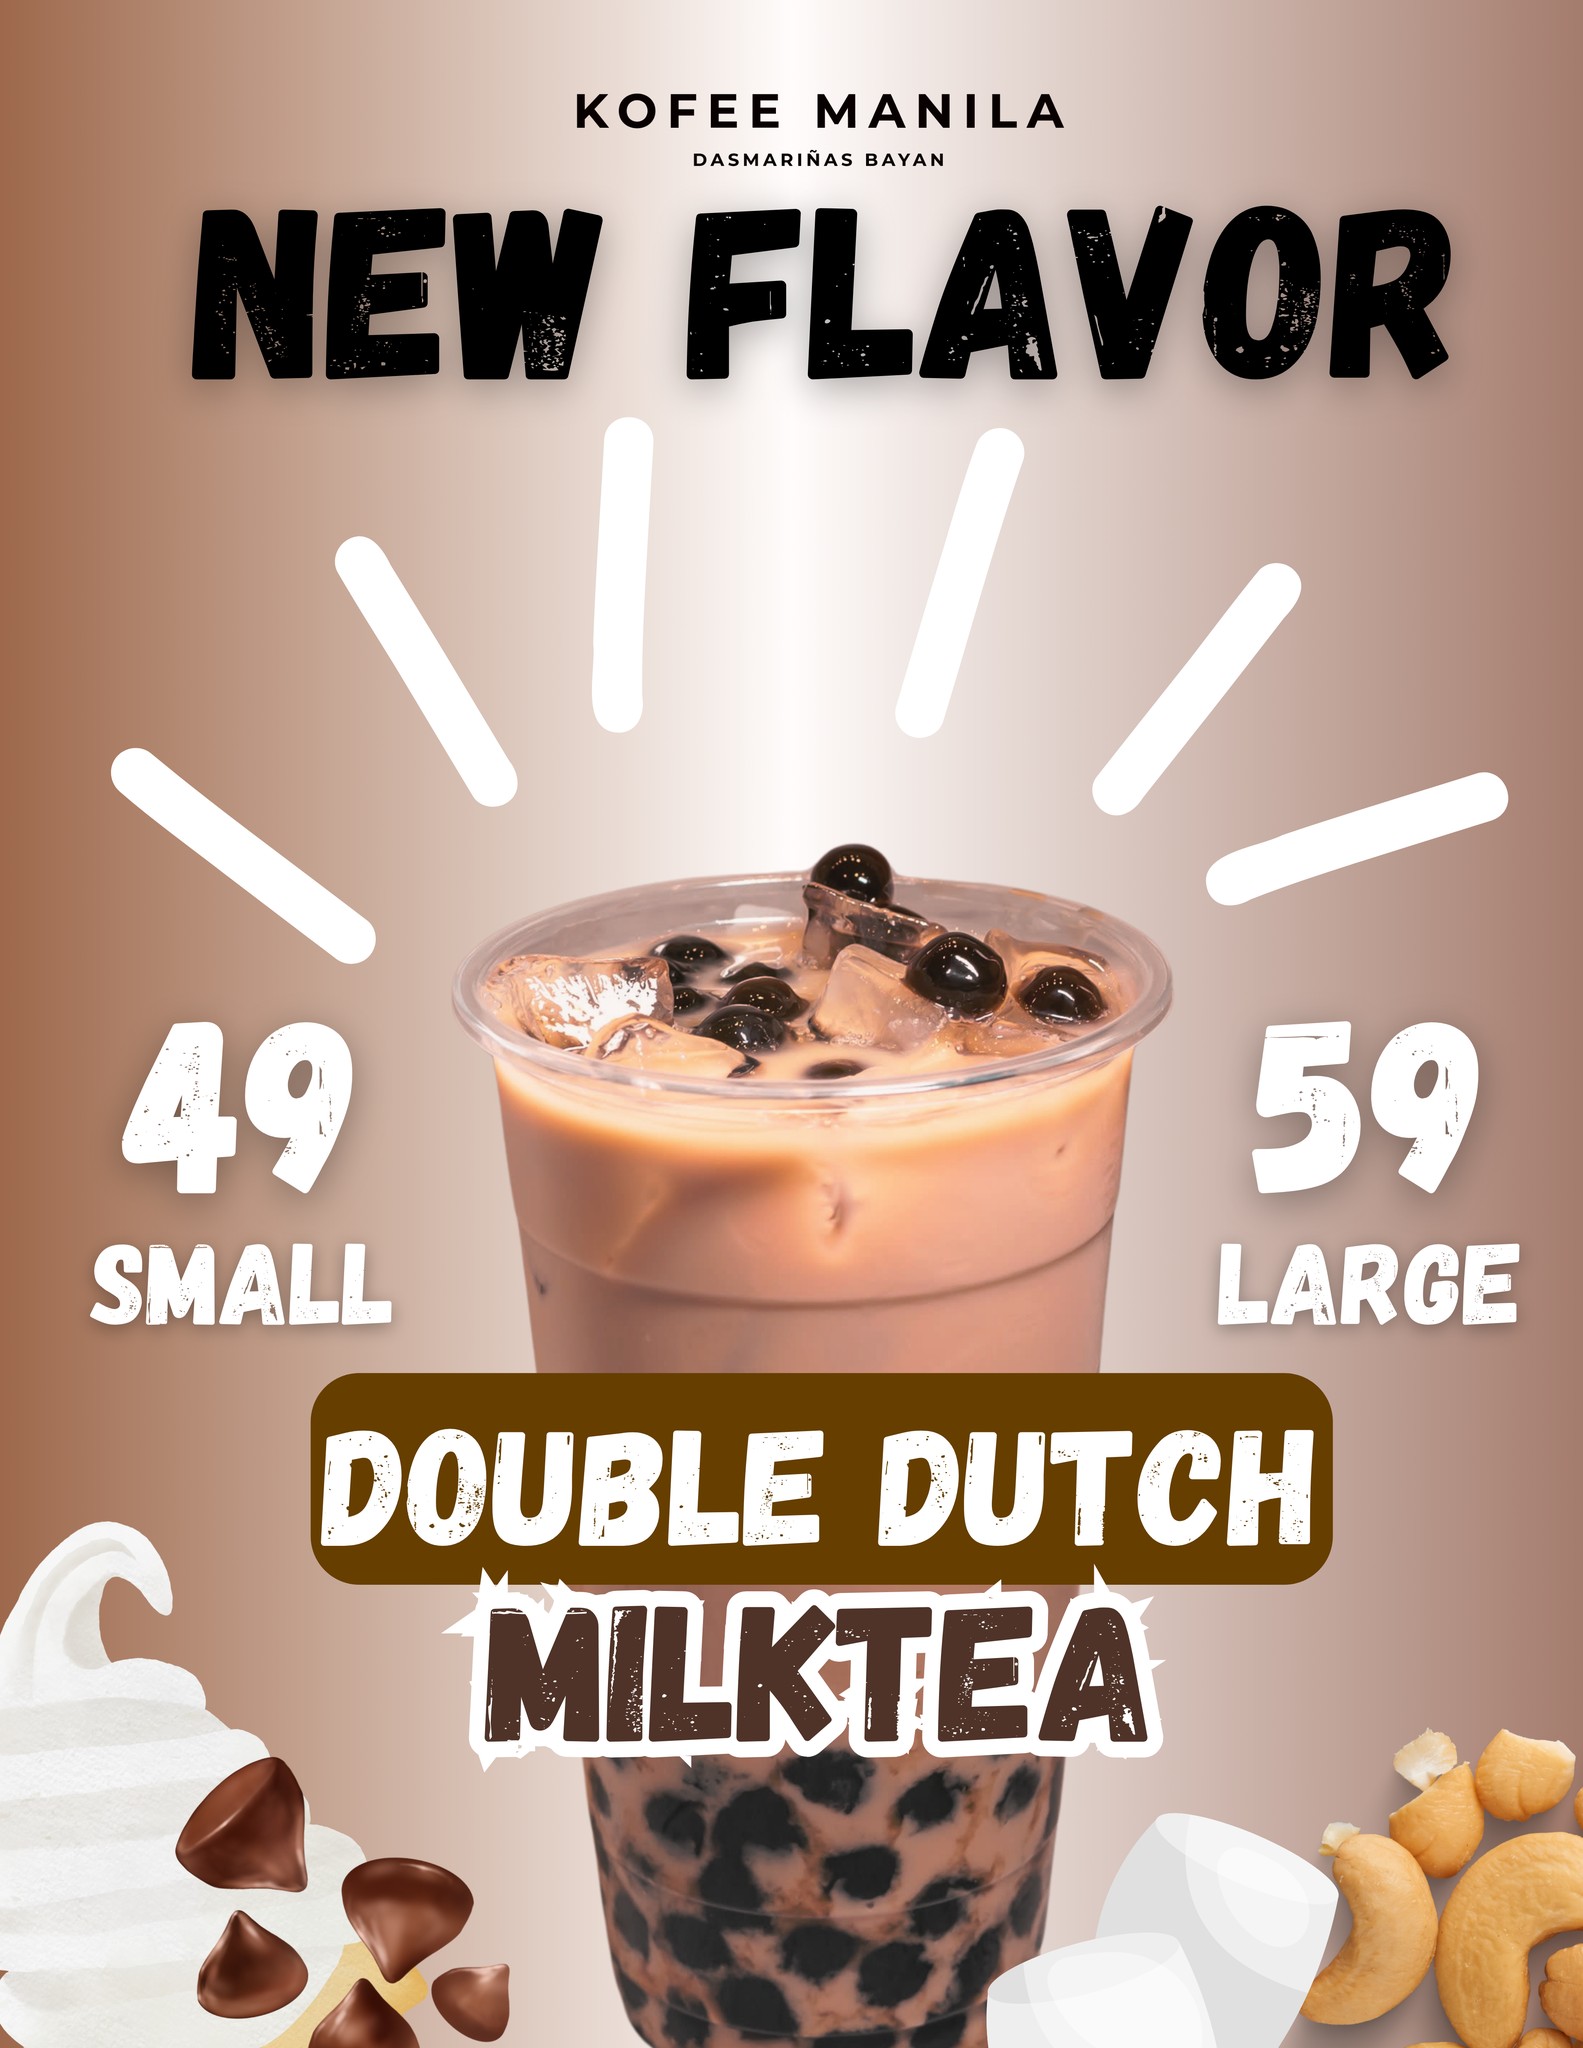 KOFEE MANILA
DASMARIÑAS BAYAN
NEW FLAVOR
49
SMALL
59
LARGE
DOUBLE DUTCH
MILKTEA